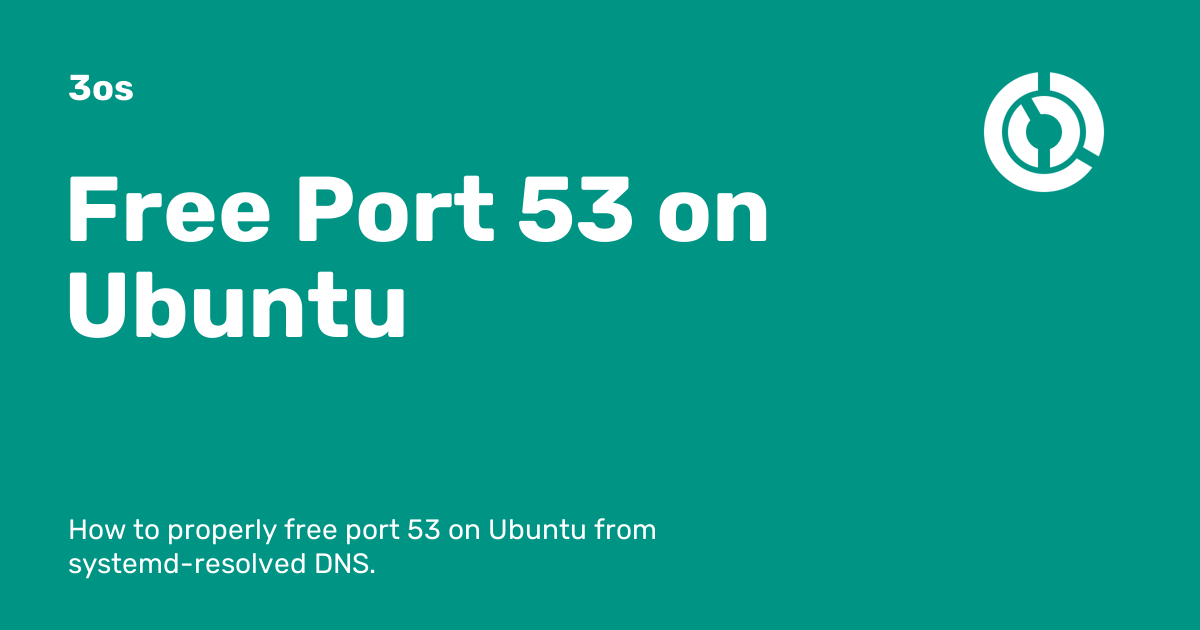 3os
Free Port 53 on
Ubuntu
How to properly free port 53 on Ubuntu from
systemd-resolved DNS.